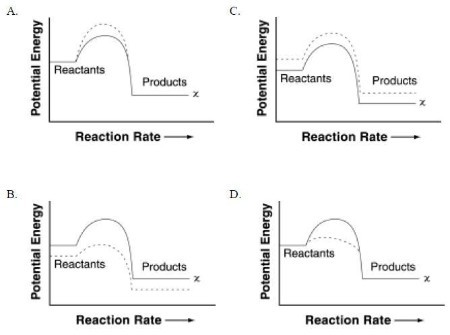 A.
Potential Energy
Reactants
Products
x
Reaction Rate
C.
Potential Energy
Reactants
Products
x
Reaction Rate
B.
Potential Energy
Reactants
Products
x
Reaction Rate
D.
Potential Energy
Reactants
Products
x
Reaction Rate